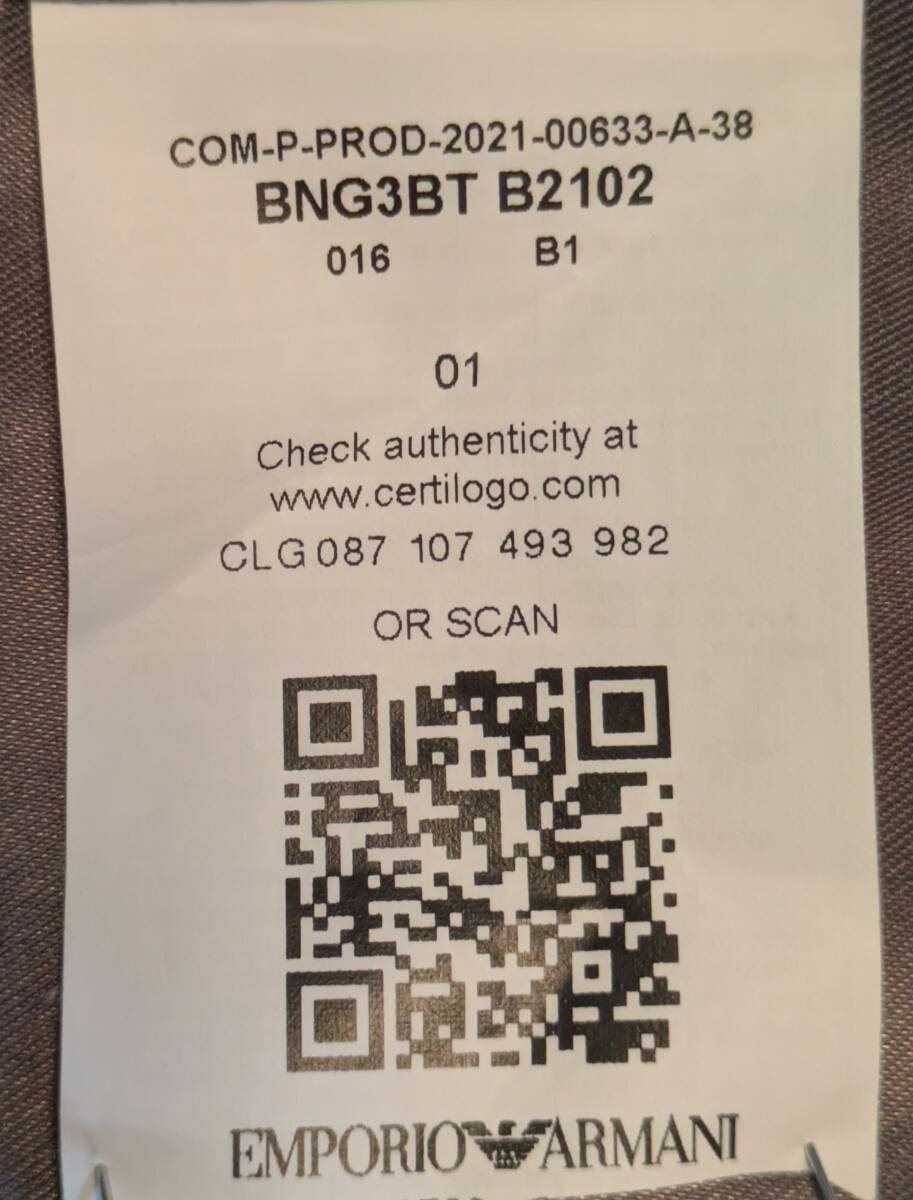 COM-P-PROD-2021-00633-A-38
BNG3BT B2102
016 B1
01
Check authenticity at
www.certilogo.com
CLG 087 107 493 982
OR SCAN
EMPORIO ARMANI